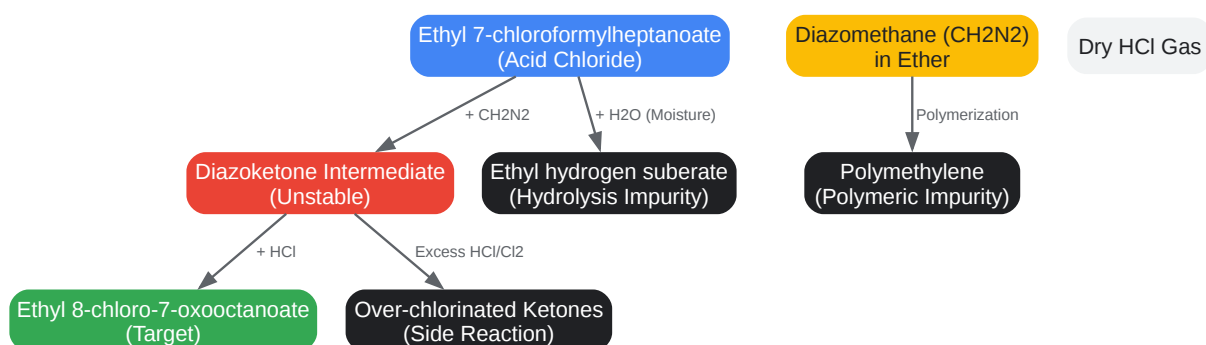 Ethyl 7-chloroformylheptanoate
(Acid Chloride)
Diazomethane (CH2N2)
in Ether
Dry HCl Gas
+ CH2N2
+ H2O (Moisture)
Polymerization
Diazoketone Intermediate
(Unstable)
Ethyl hydrogen suberate
(Hydrolysis Impurity)
Polymethylene
(Polymeric Impurity)
+ HCl
Excess HCl/Cl2
Ethyl 8-chloro-7-oxooctanoate
(Target)
Over-chlorinated Ketones
(Side Reaction)